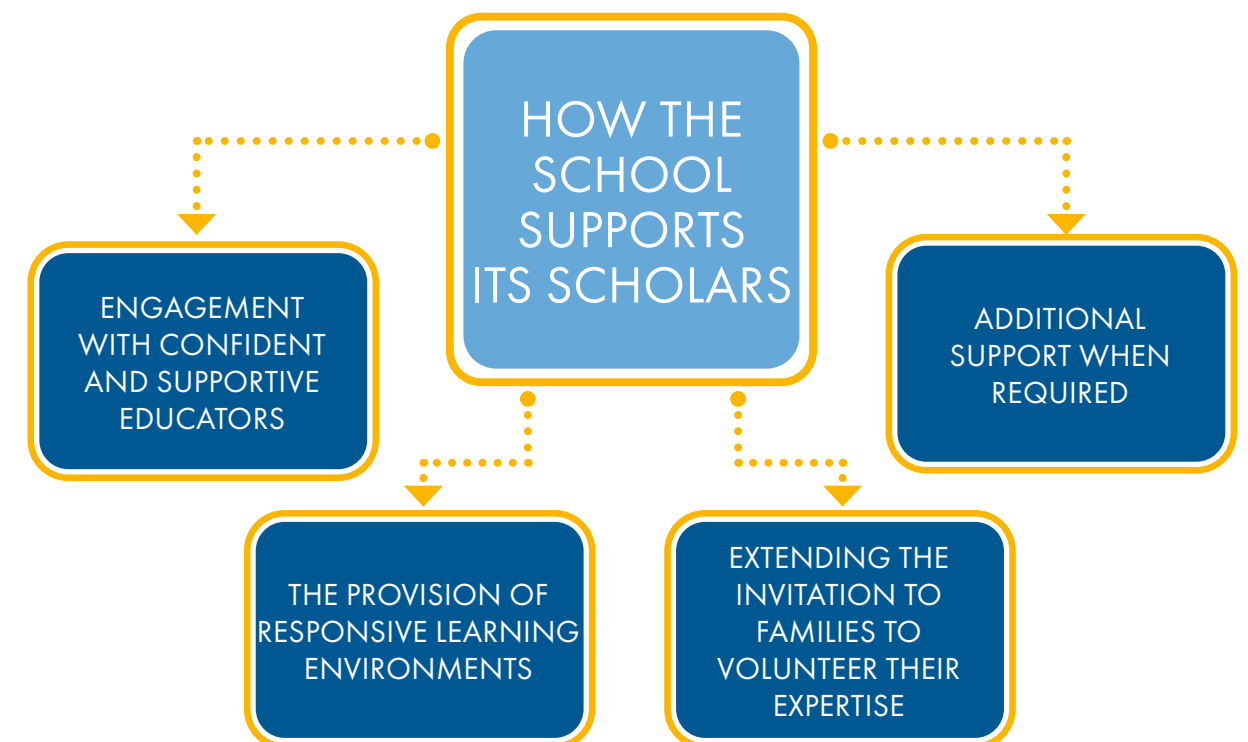 HOW THE
SCHOOL
SUPPORTS
ITS SCHOLARS
ENGAGEMENT
WITH CONFIDENT
AND SUPPORTIVE
EDUCATORS
ADDITIONAL
SUPPORT WHEN
REQUIRED
THE PROVISION OF
RESPONSIVE LEARNING
ENVIRONMENTS
EXTENDING THE
INVITATION TO
FAMILIES TO
VOLUNTEER THEIR
EXPERTISE